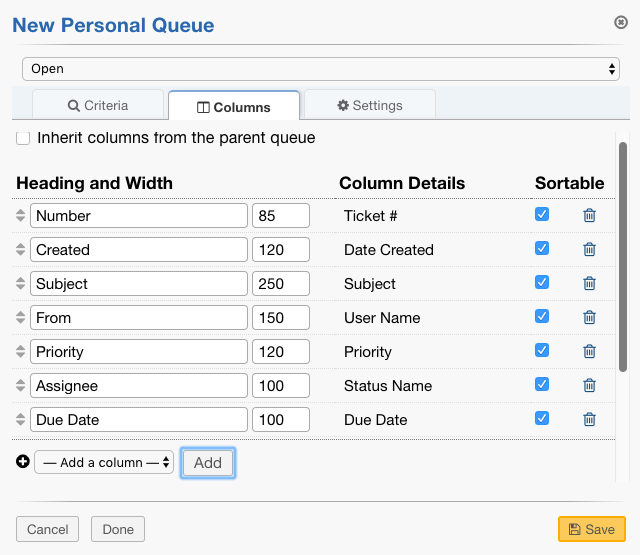 New Personal Queue
Open
Criteria Columns Settings
Inherit columns from the parent queue
Heading and Width Column Details Sortable
Number 85 Ticket #
Created 120 Date Created
Subject 250 Subject
From 150 User Name
Priority 120 Priority
Assignee 100 Status Name
Due Date 100 Due Date
— Add a column — Add
Cancel Done Save